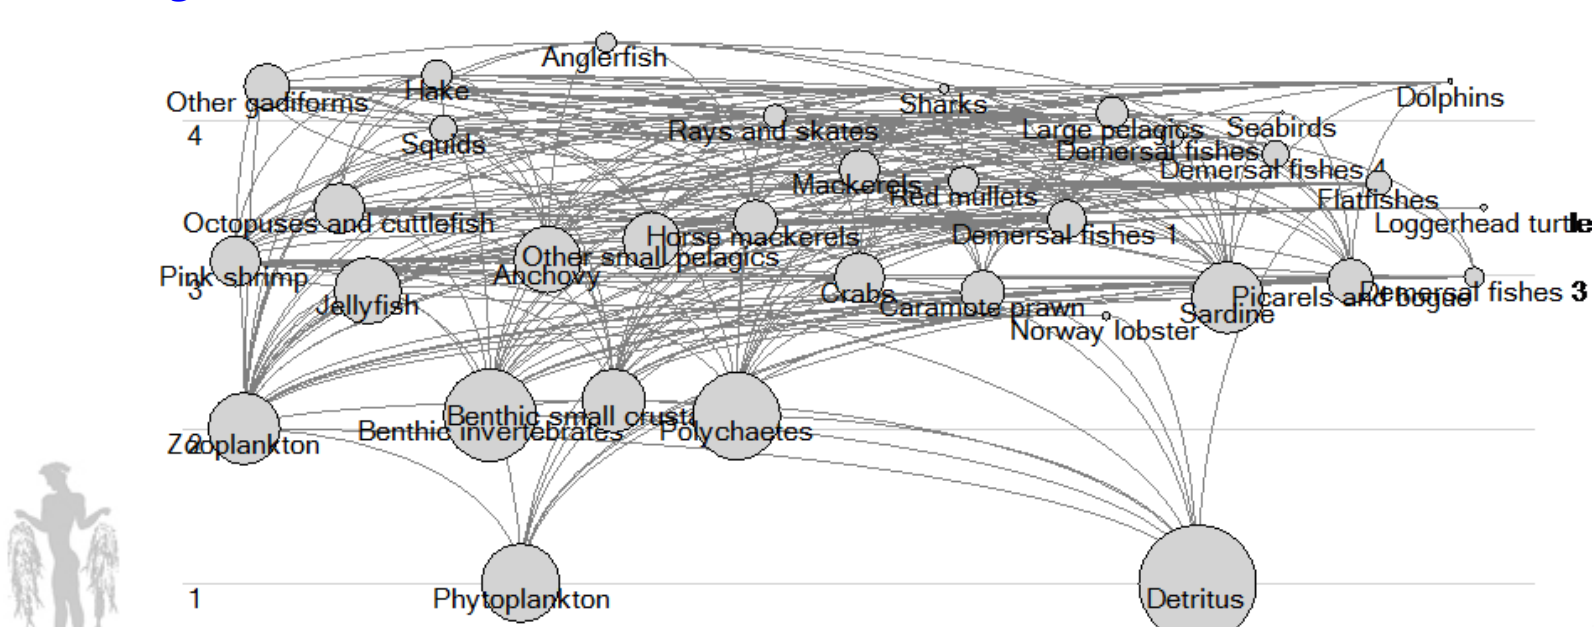 Anglerfish
Hake
Other gadiforms
Dolphins
Sharks
4
Squids
Rays and skates
Large pelagics
Seabirds
Demersal fishes
Demersal fishes 4
Mackerels
Red mullets
Flatfishes
Octopuses and cuttlefish
Loggerhead turtle
Horse mackerels
Demersal fishes 1
Other small pelagics
Pink shrimp
Anchovy
3
Jellyfish
Crabs
Caramote prawn
Picarels and bogue
Demersal fishes 3
Sardine
Norway lobster
Benthic small crusta
Benthic invertebrates
Polychaetes
Zooplankton
2
1
Phytoplankton
Detritus